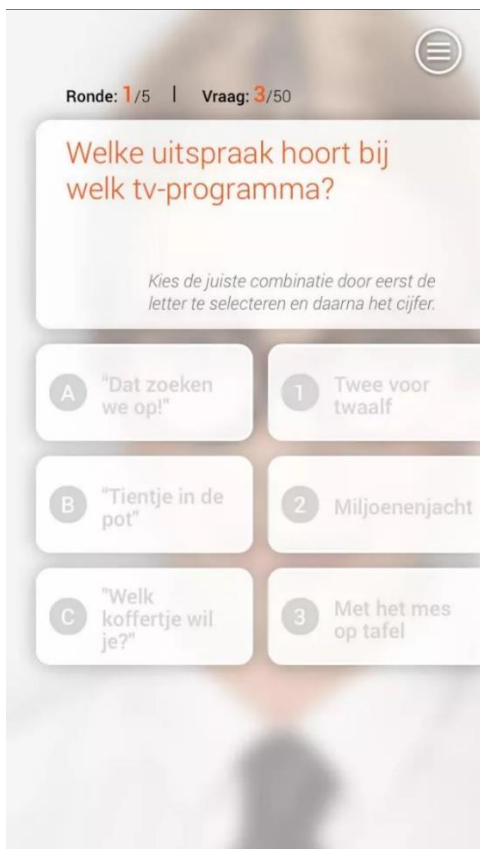 Ronde: 1/5 | Vraag: 3/50
Welke uitspraak hoort bij
welk tv-programma?
Kies de juiste combinatie door eerst de
letter te selecteren en daarna het cijfer.
A "Dat zoeken
we op!"
1 Twee voor
twaalf
B "Tientje in de
pot"
2 Miljoenenjacht
C "Welk
koffertje wil
je?"
3 Met het mes
op tafel